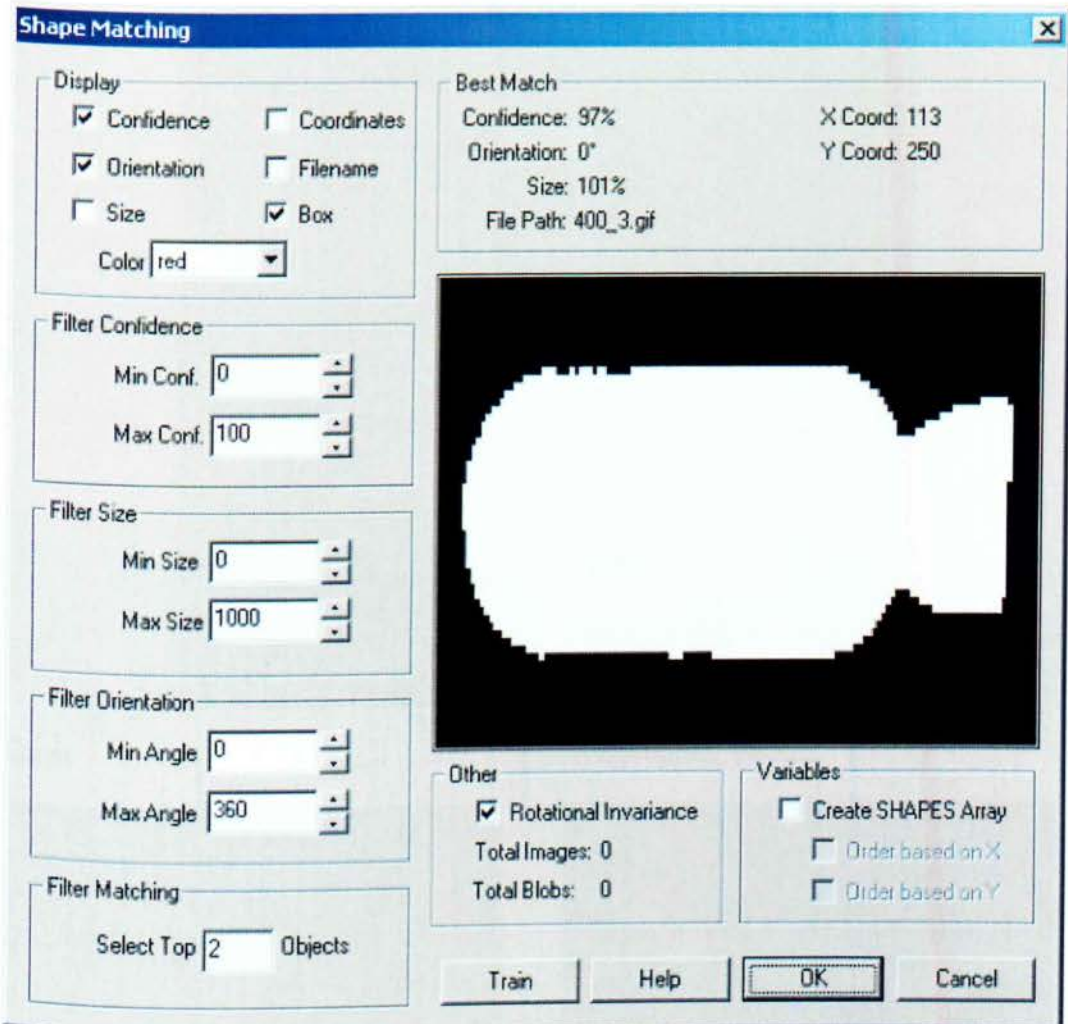 Shape Matching
Display
Confidence
Coordinates
Orientation
Filename
Size
Box
Color red
Filter Confidence
Min Conf. 0
Max Conf. 100
Filter Size
Min Size 0
Max Size 1000
Filter Orientation
Min Angle 0
Max Angle 360
Filter Matching
Select Top 2 Objects
Best Match
Confidence: 97%
X Coord: 113
Orientation: 0°
Y Coord: 250
Size: 101%
File Path: 400_3.gif
Other
Rotational Invariance
Total Images: 0
Total Blobs: 0
Variables
Create SHAPES Array
Order based on X
Order based on Y
Train
Help
OK
Cancel